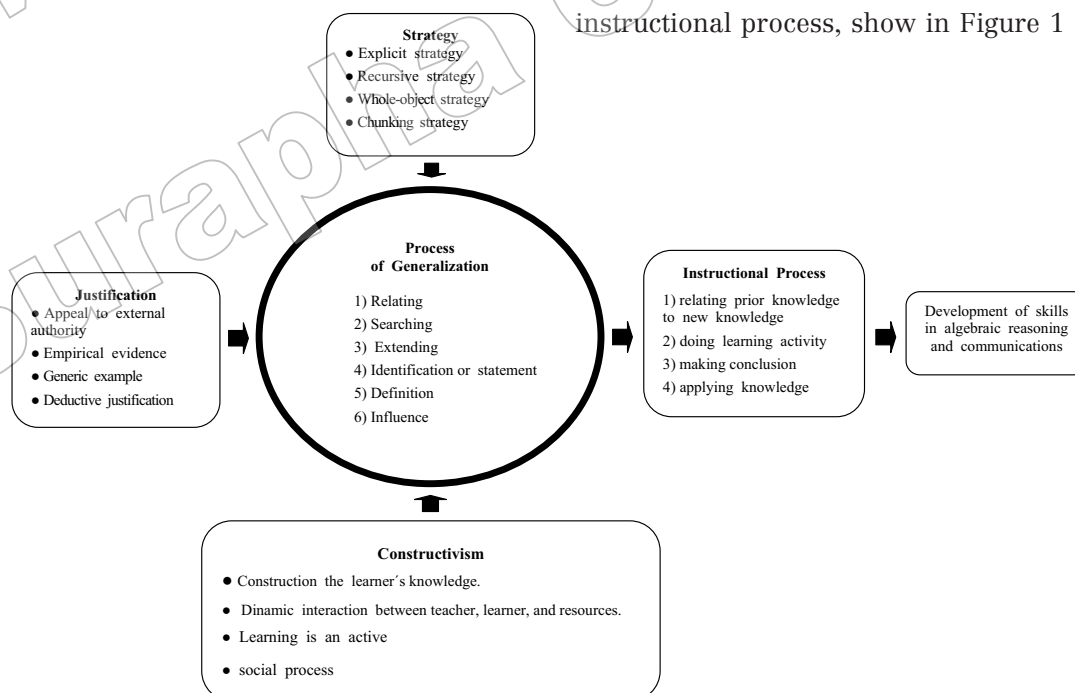 instructional process, show in Figure 1
Strategy
● Explicit strategy
● Recursive strategy
● Whole-object strategy
● Chunking strategy
Process
of Generalization
1) Relating
2) Searching
3) Extending
4) Identification or statement
5) Definition
6) Influence
Justification
● Appeal to external
authority
● Empirical evidence
● Generic example
● Deductive justification
Instructional Process
1) relating prior knowledge
to new knowledge
2) doing learning activity
3) making conclusion
4) applying knowledge
Development of skills
in algebraic reasoning
and communications
Constructivism
● Construction the learner´s knowledge.
● Dinamic interaction between teacher, learner, and resources.
● Learning is an active
● social process
burapha